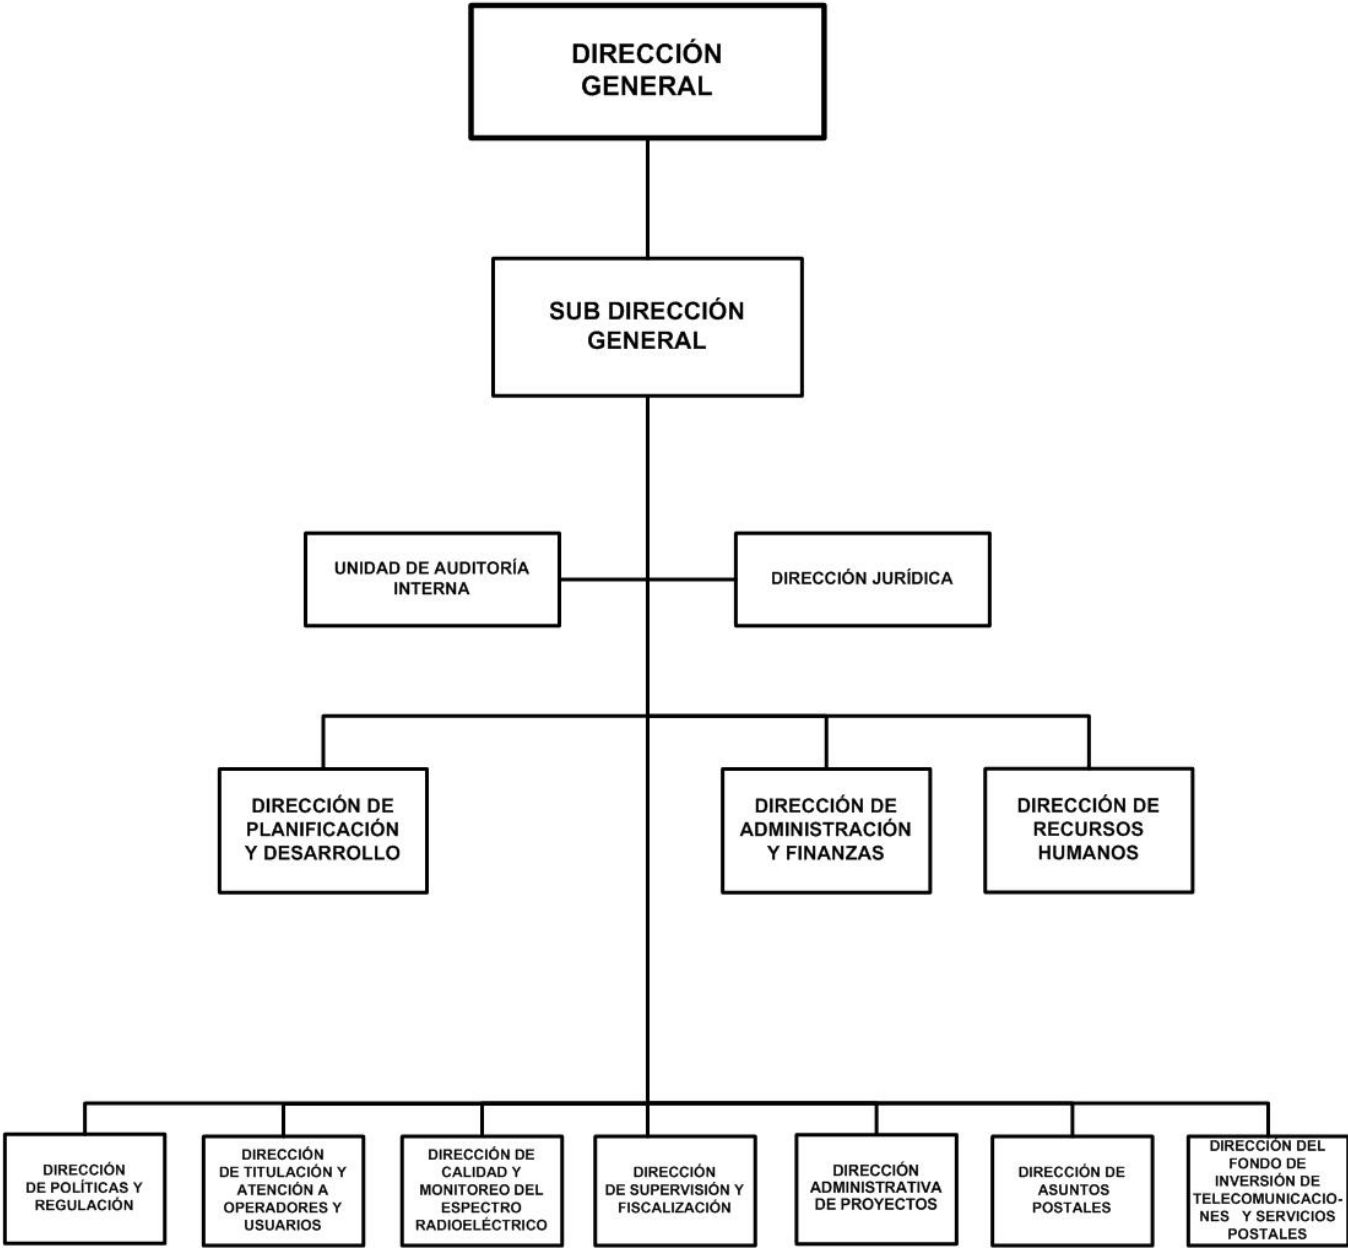 DIRECCIÓN
GENERAL
SUB DIRECCIÓN
GENERAL
UNIDAD DE AUDITORÍA
INTERNA
DIRECCIÓN JURÍDICA
DIRECCIÓN DE
PLANIFICACIÓN
Y DESARROLLO
DIRECCIÓN DE
ADMINISTRACIÓN
Y FINANZAS
DIRECCIÓN DE
RECURSOS
HUMANOS
DIRECCIÓN
DE POLÍTICAS Y
REGULACIÓN
DIRECCIÓN
DE TITULACIÓN Y
ATENCIÓN A
OPERADORES Y
USUARIOS
DIRECCIÓN DE
CALIDAD Y
MONITOREO DEL
ESPECTRO
RADIOELÉCTRICO
DIRECCIÓN
DE SUPERVISIÓN Y
FISCALIZACIÓN
DIRECCIÓN
ADMINISTRATIVA
DE PROYECTOS
DIRECCIÓN DE
ASUNTOS
POSTALES
DIRECCIÓN DEL
FONDO DE
INVERSIÓN DE
TELECOMUNICACIO-
NES Y SERVICIOS
POSTALES